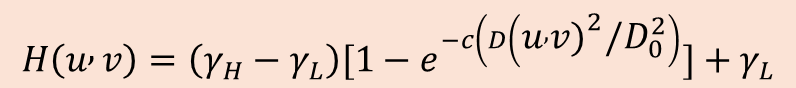 H(u, v) = (γ_H − γ_L)[1 − e^{−c(D(u,v)^2/D_0^2)}] + γ_L